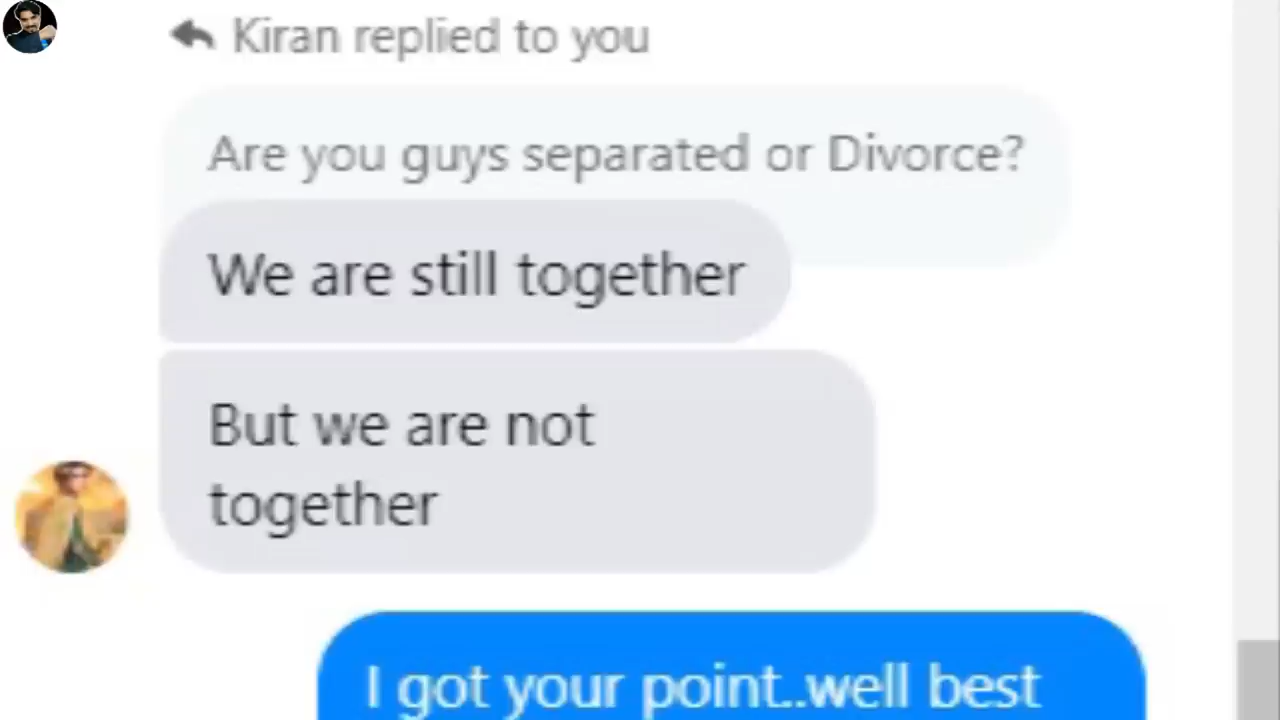 Kiran replied to you
Are you guys separated or Divorce?
We are still together
But we are not
together
I got your point..well best